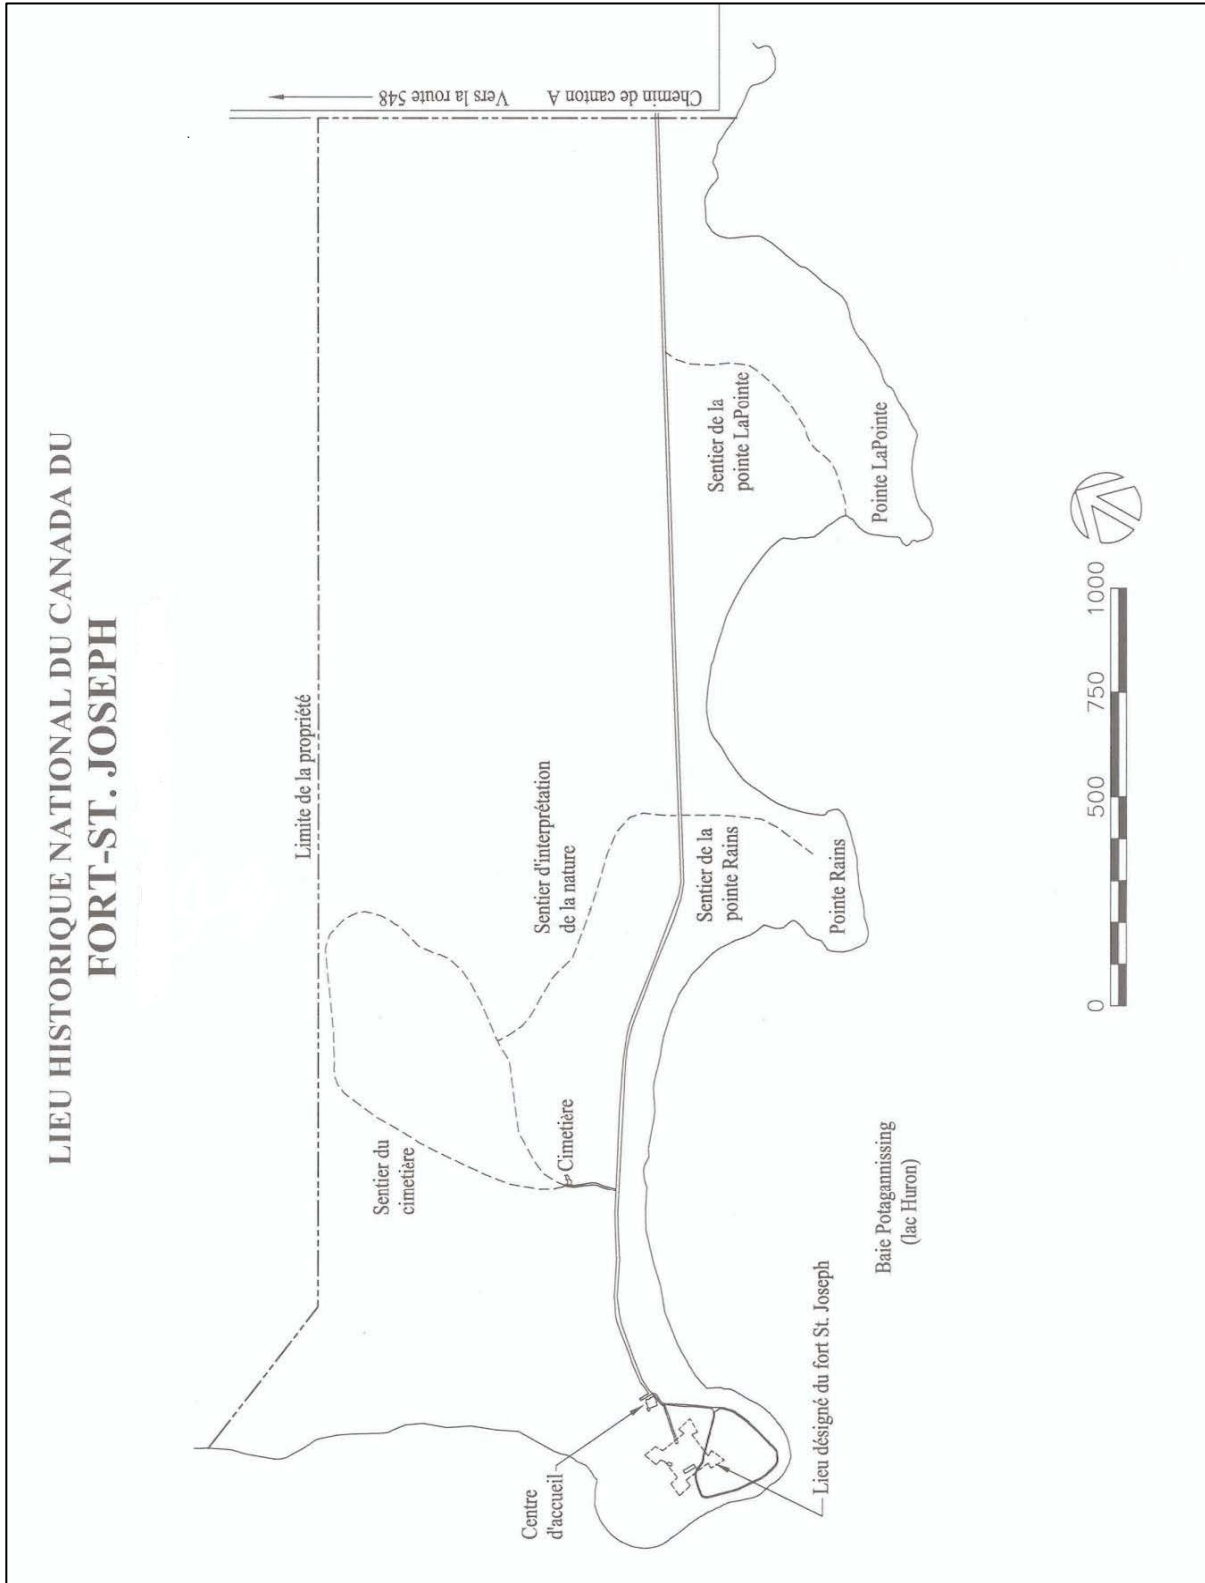 LIEU HISTORIQUE NATIONAL DU CANADA DU
FORT-ST. JOSEPH
Limite de la propriété
Vers la route 548
Chemin de canton A
Sentier du
cimetière
Sentier d'interprétation
de la nature
Cimetière
Centre
d'accueil
Sentier de la
pointe Rains
Pointe Rains
Sentier de la
pointe LaPointe
Pointe LaPointe
Lieu désigné du fort St. Joseph
Baie Potagannissing
(lac Huron)
0 500 750 1000